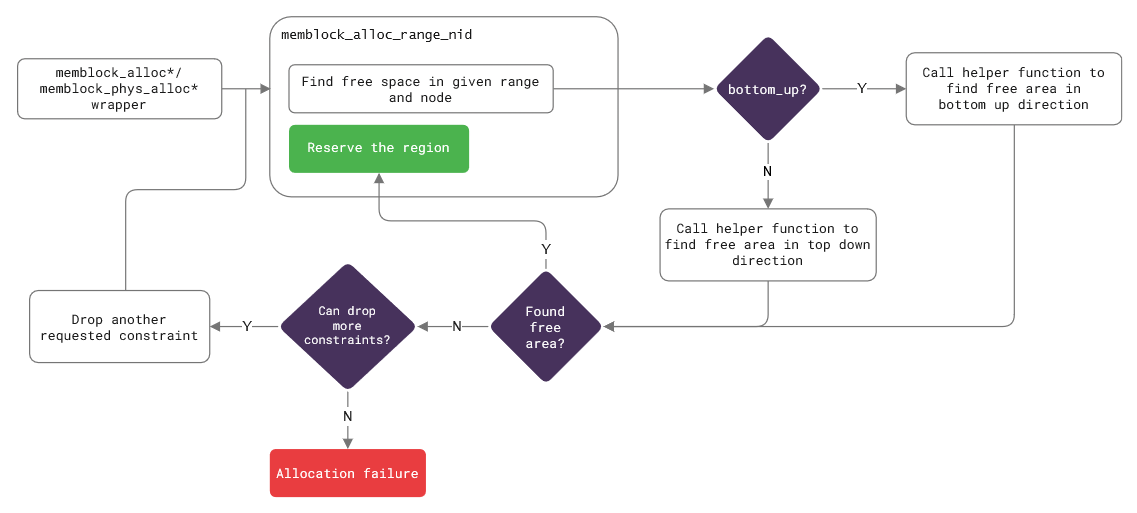 memblock_alloc_range_nid
memblock_alloc*/
memblock_phys_alloc*
wrapper
Find free space in given range
and node
Reserve the region
bottom_up?
Y
Call helper function to
find free area in
bottom up direction
N
Call helper function to
find free area in top down
direction
Y
Found
free
area?
N
Can drop
more
constraints?
Y
Drop another
requested constraint
N
Allocation failure